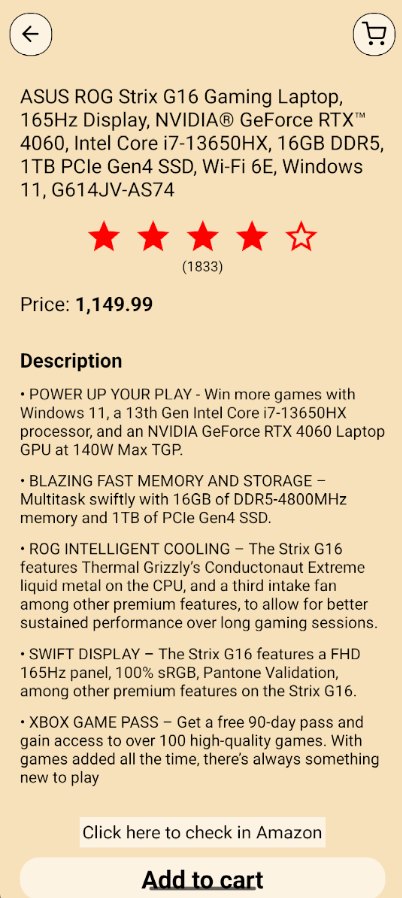 ASUS ROG Strix G16 Gaming Laptop,
165Hz Display, NVIDIA® GeForce RTX™
4060, Intel Core i7-13650HX, 16GB DDR5,
1TB PCIe Gen4 SSD, Wi-Fi 6E, Windows
11, G614JV-AS74
(1833)
Price: 1,149.99
Description
• POWER UP YOUR PLAY - Win more games with
Windows 11, a 13th Gen Intel Core i7-13650HX
processor, and an NVIDIA GeForce RTX 4060 Laptop
GPU at 140W Max TGP.
• BLAZING FAST MEMORY AND STORAGE –
Multitask swiftly with 16GB of DDR5-4800MHz
memory and 1TB of PCIe Gen4 SSD.
• ROG INTELLIGENT COOLING – The Strix G16
features Thermal Grizzly’s Conductonaut Extreme
liquid metal on the CPU, and a third intake fan
among other premium features, to allow for better
sustained performance over long gaming sessions.
• SWIFT DISPLAY – The Strix G16 features a FHD
165Hz panel, 100% sRGB, Pantone Validation,
among other premium features on the Strix G16.
• XBOX GAME PASS – Get a free 90-day pass and
gain access to over 100 high-quality games. With
games added all the time, there’s always something
new to play
Click here to check in Amazon
Add to cart